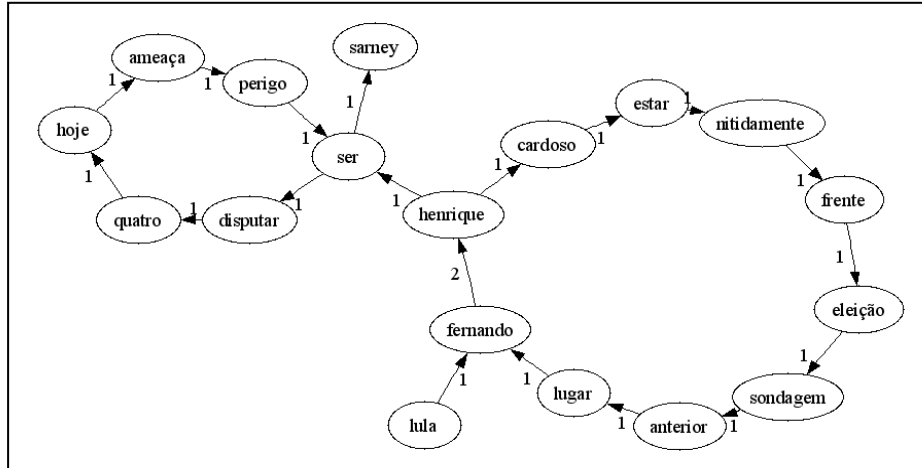 sarney
ameaça
1
perigo
1
1
estar
1
nitidamente
hoje
1
cardoso
1
1
ser
1
1
1
frente
quatro
1
disputar
1
1
henrique
1
1
2
eleição
fernando
1
1
lugar
1
sondagem
lula
1
anterior
1